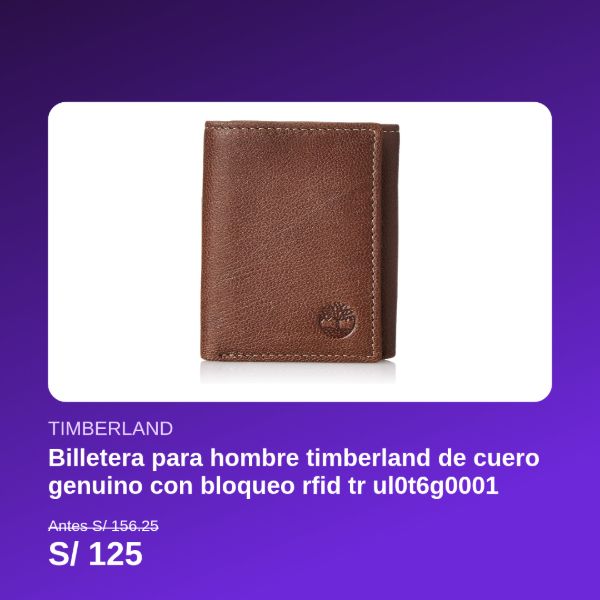 TIMBERLAND
Billetera para hombre timberland de cuero
genuino con bloqueo rfid tr ul0t6g0001
Antes S/ 156.25
S/ 125